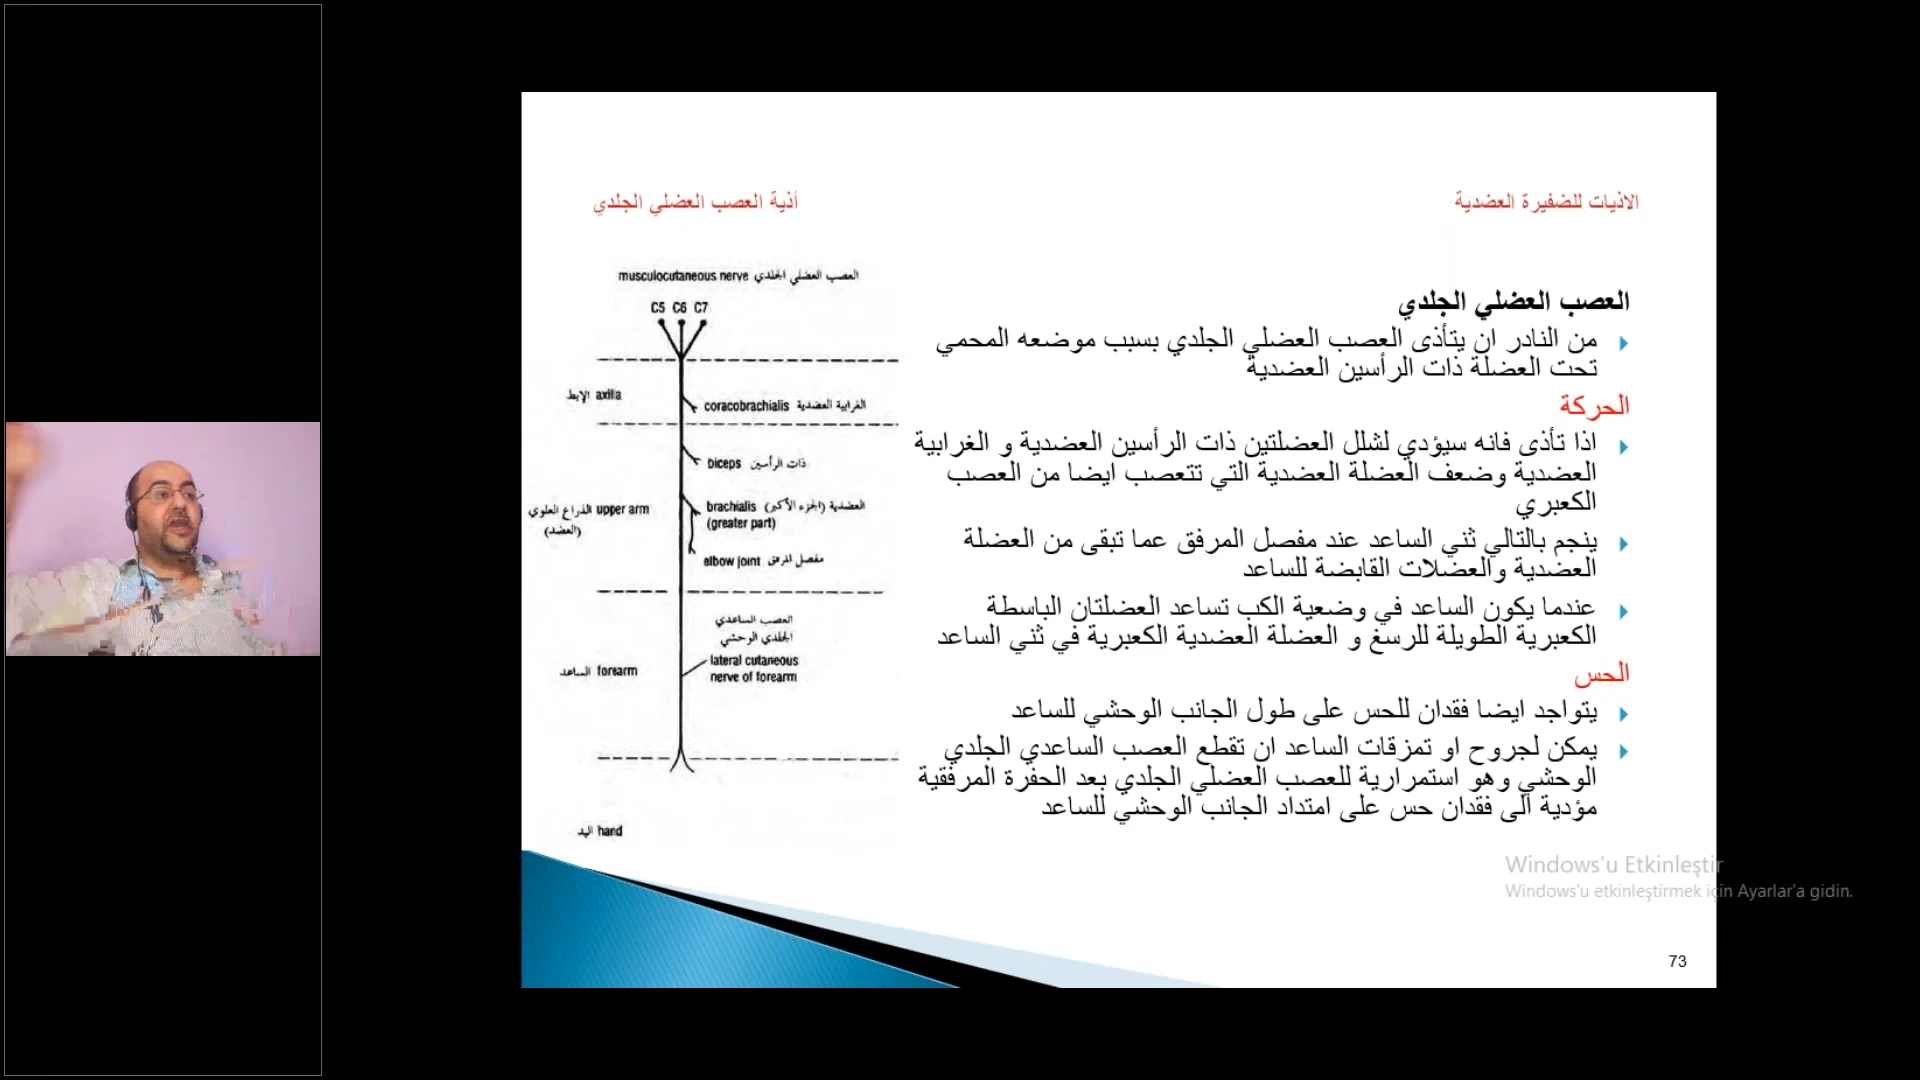 الاذيات للضفيرة العضدية
أذية العصب العضلي الجلدي
العصب العضلي الجلدي
من النادر ان يتأذى العصب العضلي الجلدي بسبب موضعه المحمي
تحت العضلة ذات الرأسين العضدية
الحركة
اذا تأذى فانه سيؤدي لشلل العضلتين ذات الرأسين العضدية و الغرابية
العضدية وضعف العضلة العضدية التي تتعصب ايضا من العصب
الكعبري
ينجم بالتالي ثني الساعد عند مفصل المرفق عما تبقى من العضلة
العضدية والعضلات القابضة للساعد
عندما يكون الساعد في وضعية الكب تساعد العضلتان الباسطة
الكعبرية الطويلة للرسغ و العضلة العضدية الكعبرية في ثني الساعد
الحس
يتواجد ايضا فقدان للحس على طول الجانب الوحشي للساعد
يمكن لجروح او تمزقات الساعد ان تقطع العصب الساعدي الجلدي
الوحشي وهو استمرارية للعصب العضلي الجلدي بعد الحفرة المرفقية
مؤدية الى فقدان حس على امتداد الجانب الوحشي للساعد
musculocutaneous nerve العصب العضلي الجلدي
C5 C6 C7
axilla الإبط
coracobrachialis الغرابية العضدية
biceps ذات الرأسين
upper arm الذراع العلوي
(العضد)
brachialis العضدية (الجزء الأكبر)
(greater part)
elbow joint مفصل المرفق
العصب الساعدي
الجلدي الوحشي
lateral cutaneous
nerve of forearm
forearm الساعد
hand اليد
Windows'u Etkinleştir
Windows'u etkinleştirmek için Ayarlar'a gidin.
73